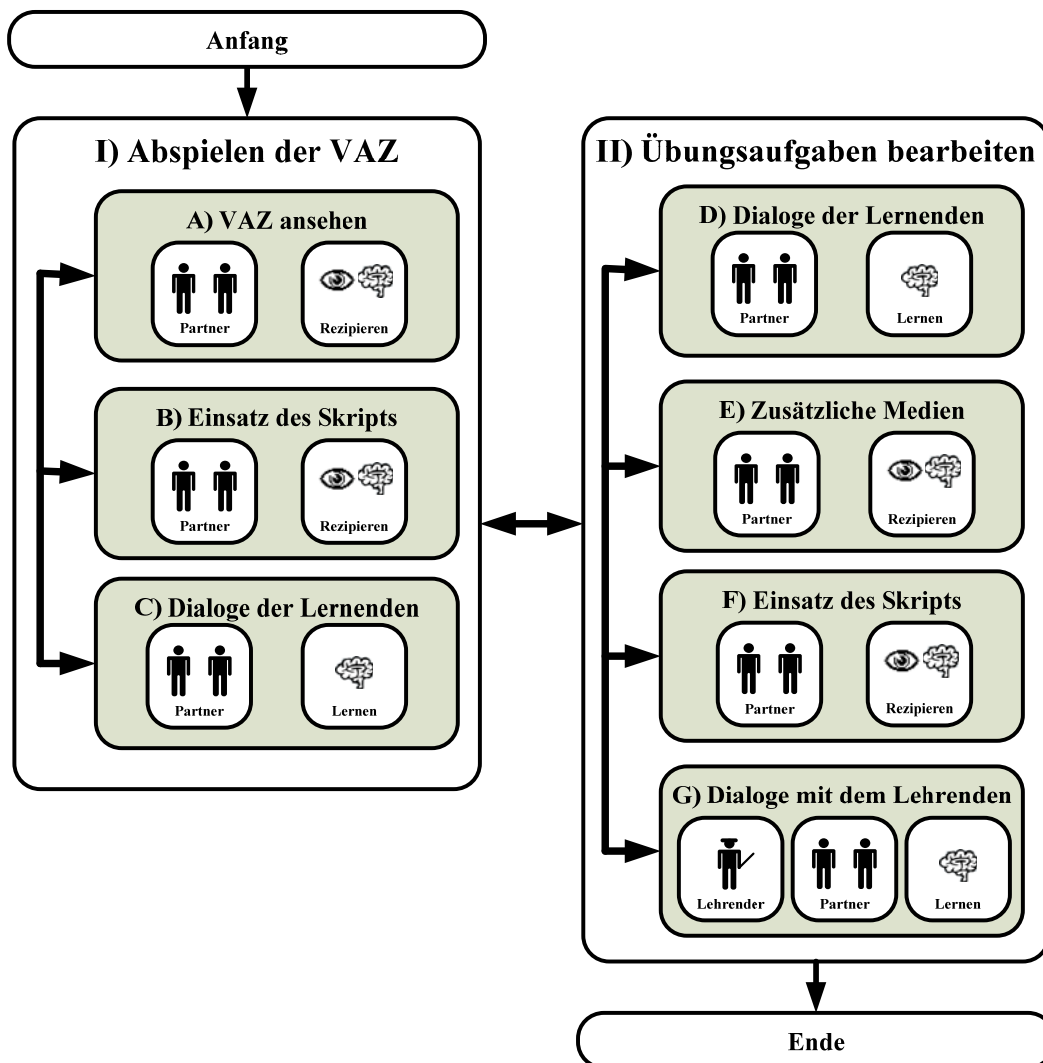 Anfang
I) Abspielen der VAZ
A) VAZ ansehen
Partner
Rezipieren
B) Einsatz des Skripts
Partner
Rezipieren
C) Dialoge der Lernenden
Partner
Lernen
II) Übungsaufgaben bearbeiten
D) Dialoge der Lernenden
Partner
Lernen
E) Zusätzliche Medien
Partner
Rezipieren
F) Einsatz des Skripts
Partner
Rezipieren
G) Dialoge mit dem Lehrenden
Lehrender
Partner
Lernen
Ende